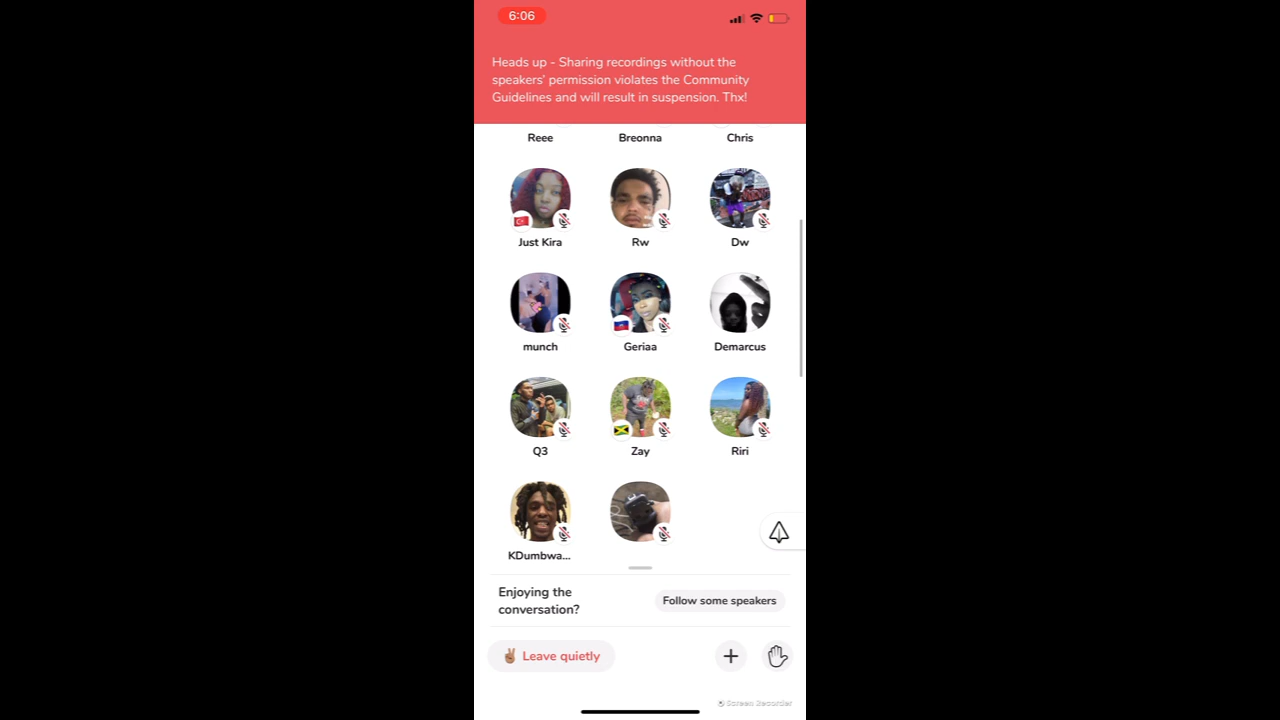 6:06
Heads up - Sharing recordings without the
speakers' permission violates the Community
Guidelines and will result in suspension. Thx!
Reee Breonna Chris
Just Kira Rw Dw
munch Geriaa Demarcus
Q3 Zay Riri
KDumbwa...
Enjoying the
conversation?
Follow some speakers
Leave quietly
Screen Recorder